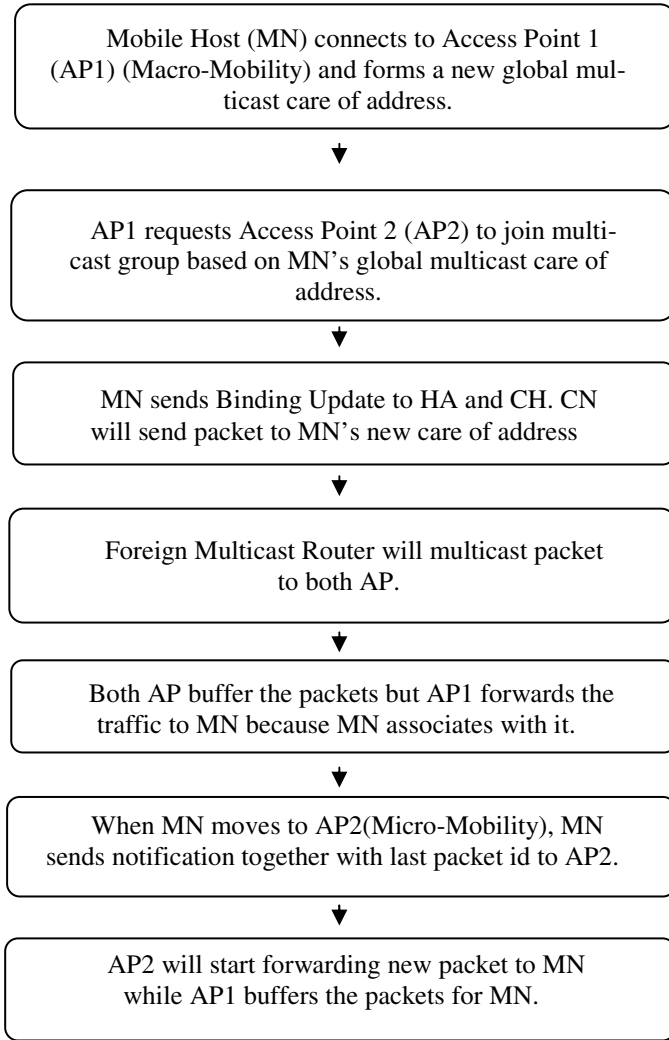 Mobile Host (MN) connects to Access Point 1
(AP1) (Macro-Mobility) and forms a new global mul-
ticast care of address.
AP1 requests Access Point 2 (AP2) to join multi-
cast group based on MN's global multicast care of
address.
MN sends Binding Update to HA and CH. CN
will send packet to MN's new care of address
Foreign Multicast Router will multicast packet
to both AP.
Both AP buffer the packets but AP1 forwards the
traffic to MN because MN associates with it.
When MN moves to AP2(Micro-Mobility), MN
sends notification together with last packet id to AP2.
AP2 will start forwarding new packet to MN
while AP1 buffers the packets for MN.